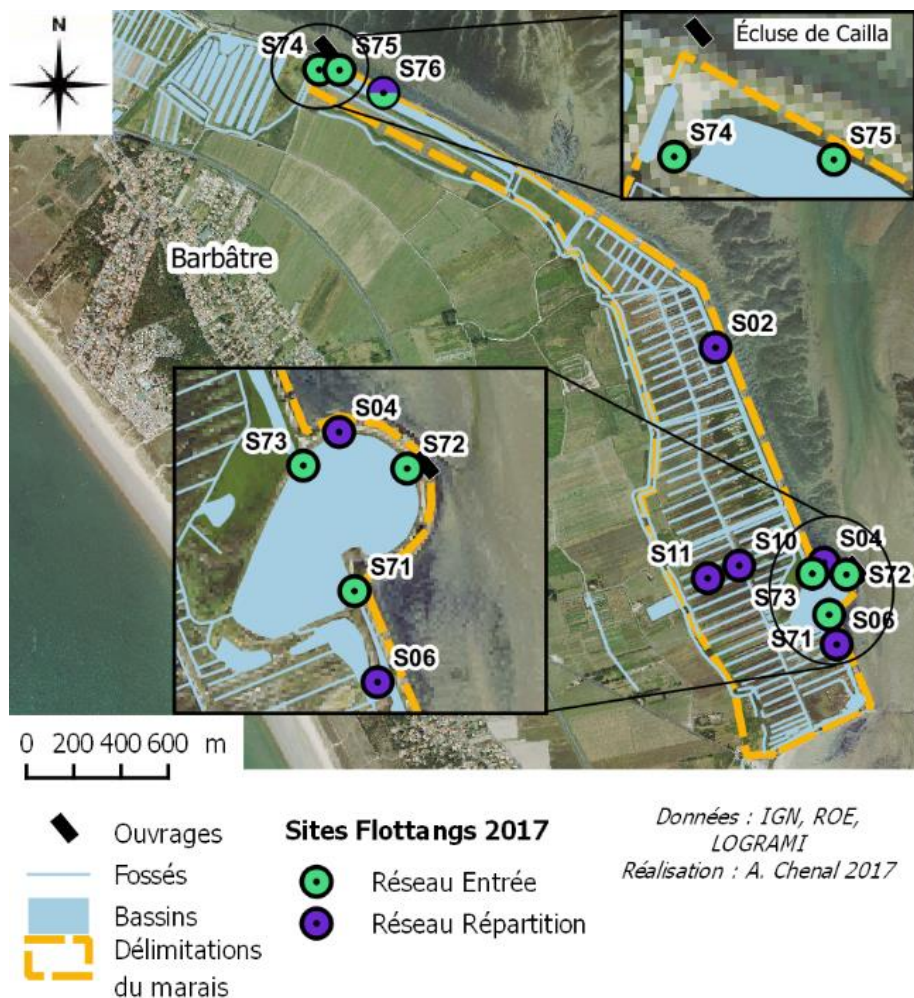 N
S74
S75
S76
Écluse de Cailla
S74
S75
Barbâtre
S02
S04
S73
S72
S71
S06
S11
S10
S04
S73
S72
S71
S06
0 200 400 600 m
Ouvrages
Fossés
Bassins
Délimitations
du marais
Sites Flottangs 2017
Réseau Entrée
Réseau Répartition
Données : IGN, ROE,
LOGRAMI
Réalisation : A. Chenal 2017